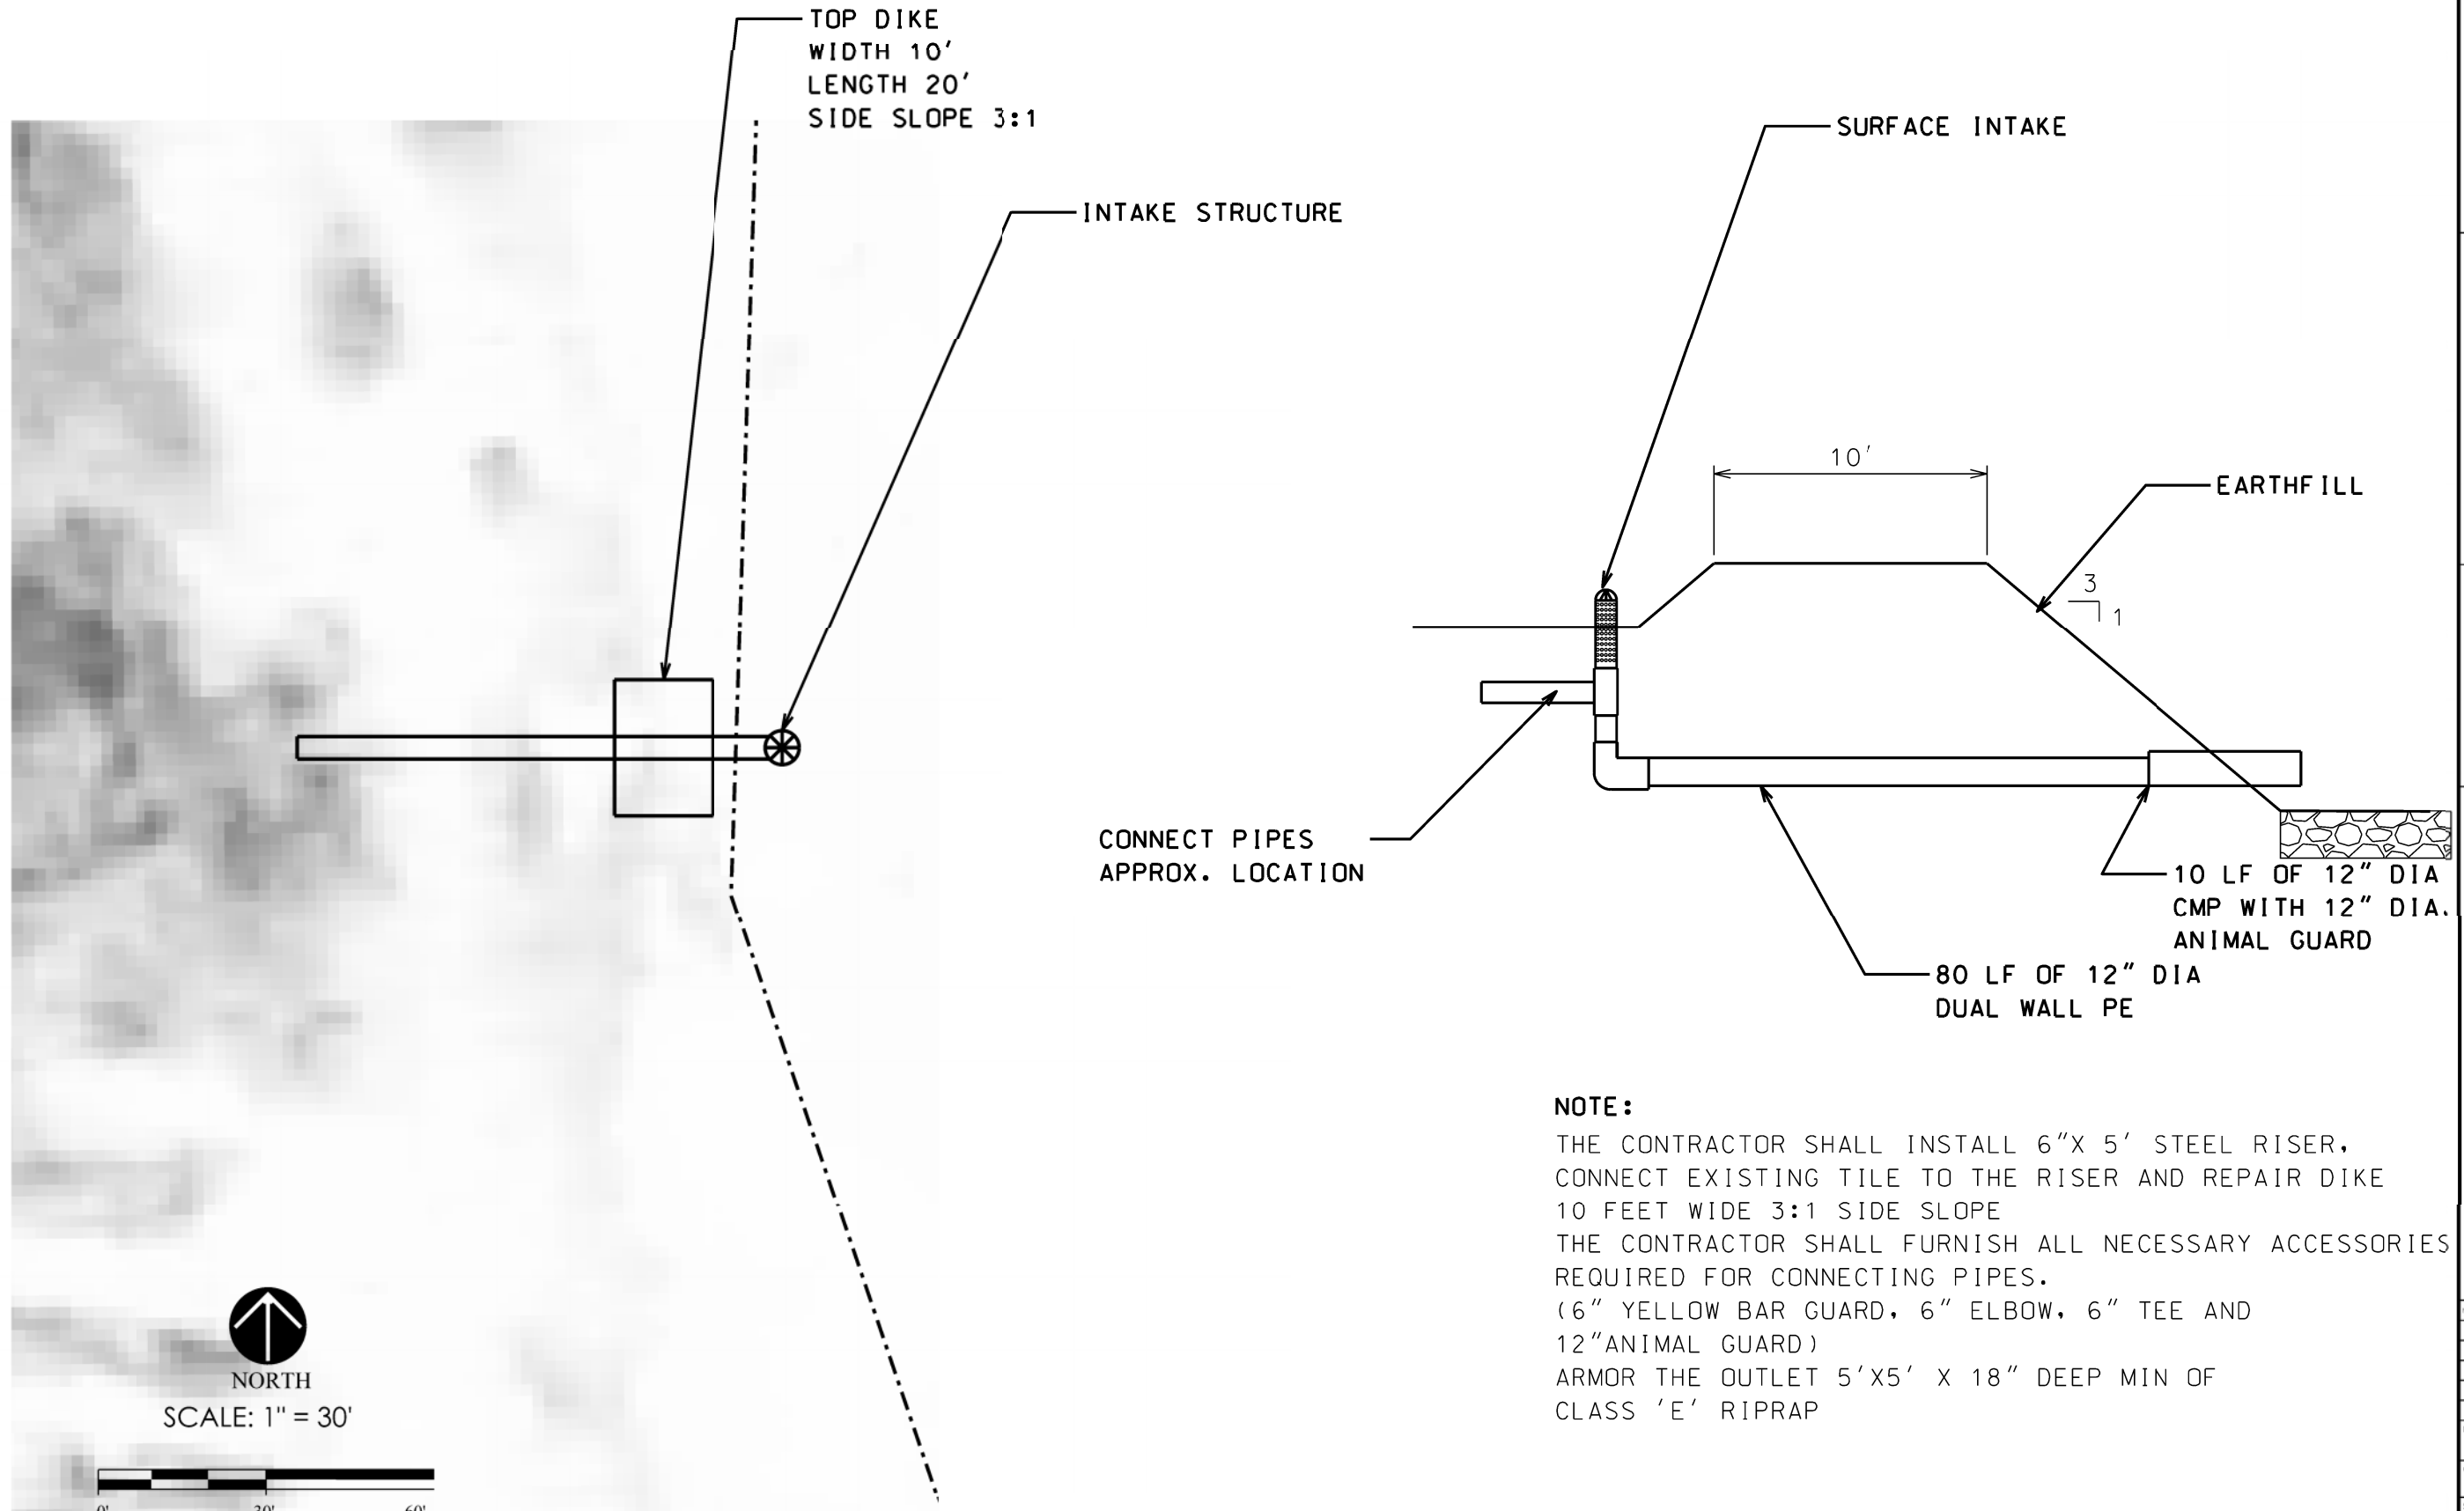 TOP DIKE
WIDTH 10'
LENGTH 20'
SIDE SLOPE 3:1
INTAKE STRUCTURE
SURFACE INTAKE
10'
EARTHFILL
3
1
CONNECT PIPES
APPROX. LOCATION
10 LF OF 12" DIA
CMP WITH 12" DIA.
ANIMAL GUARD
80 LF OF 12" DIA
DUAL WALL PE
NOTE:
THE CONTRACTOR SHALL INSTALL 6"X 5' STEEL RISER,
CONNECT EXISTING TILE TO THE RISER AND REPAIR DIKE
10 FEET WIDE 3:1 SIDE SLOPE
THE CONTRACTOR SHALL FURNISH ALL NECESSARY ACCESSORIES
REQUIRED FOR CONNECTING PIPES.
(6" YELLOW BAR GUARD, 6" ELBOW, 6" TEE AND
12"ANIMAL GUARD)
ARMOR THE OUTLET 5'X5' X 18" DEEP MIN OF
CLASS 'E' RIPRAP
NORTH
SCALE: 1" = 30'
0' 30' 60'